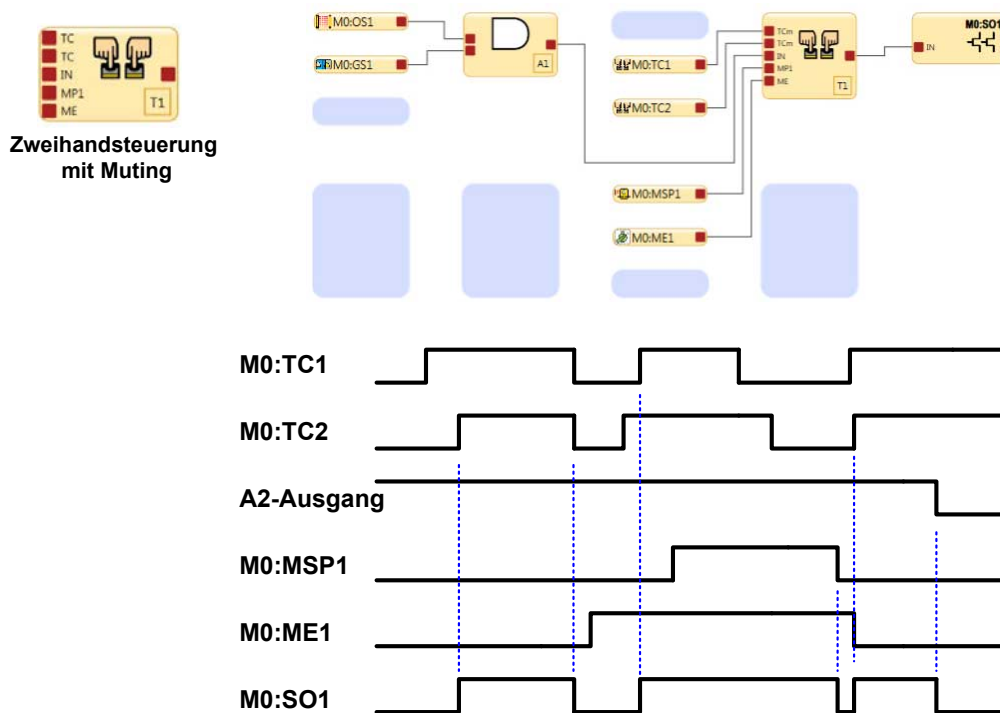 TC
TC
IN
MP1
ME
T1
Zweihandsteuerung
mit Muting
M0:OS1
M0:GS1
A1
M0:TC1
M0:TC2
M0:MSP1
M0:ME1
TCm
TCm
IN
MP1
ME
T1
M0:SO1
IN
M0:TC1
M0:TC2
A2-Ausgang
M0:MSP1
M0:ME1
M0:SO1